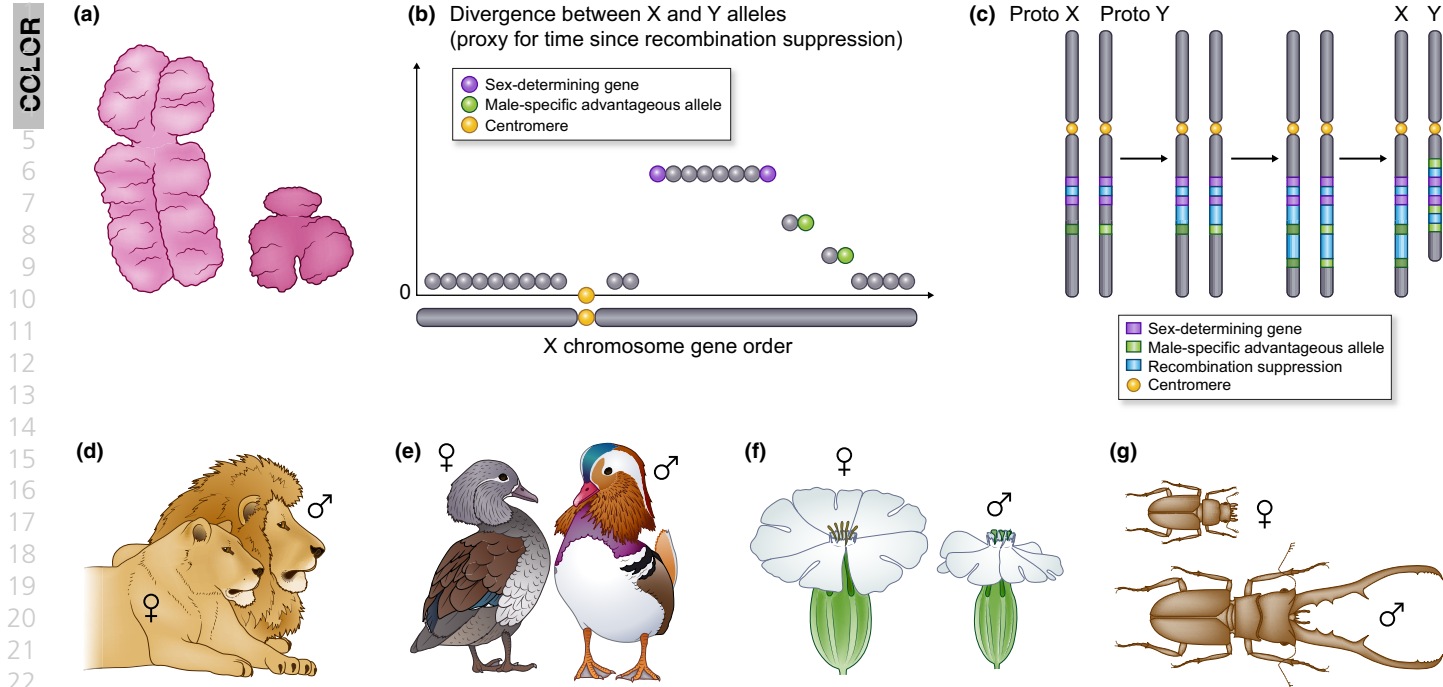 COLOR
5
6
7
8
9
10
11
12
13
14
15
16
17
18
19
20
21
22
(a)
(b) Divergence between X and Y alleles
(proxy for time since recombination suppression)
Sex-determining gene
Male-specific advantageous allele
Centromere
0
X chromosome gene order
(c)
Proto X Proto Y X Y
Sex-determining gene
Male-specific advantageous allele
Recombination suppression
Centromere
(d)
♀
♂
(e)
♀
♂
(f)
♀
♂
(g)
♀
♂